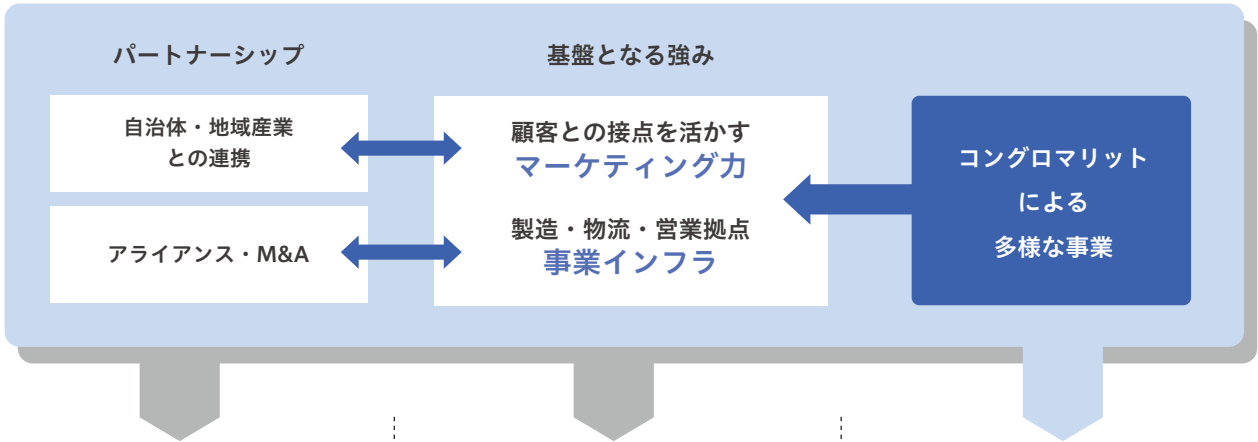 パートナーシップ
自治体・地域産業
との連携
アライアンス・M&A
基盤となる強み
顧客との接点を活かす
マーケティング力
製造・物流・営業拠点
事業インフラ
コングロマリット
による
多様な事業